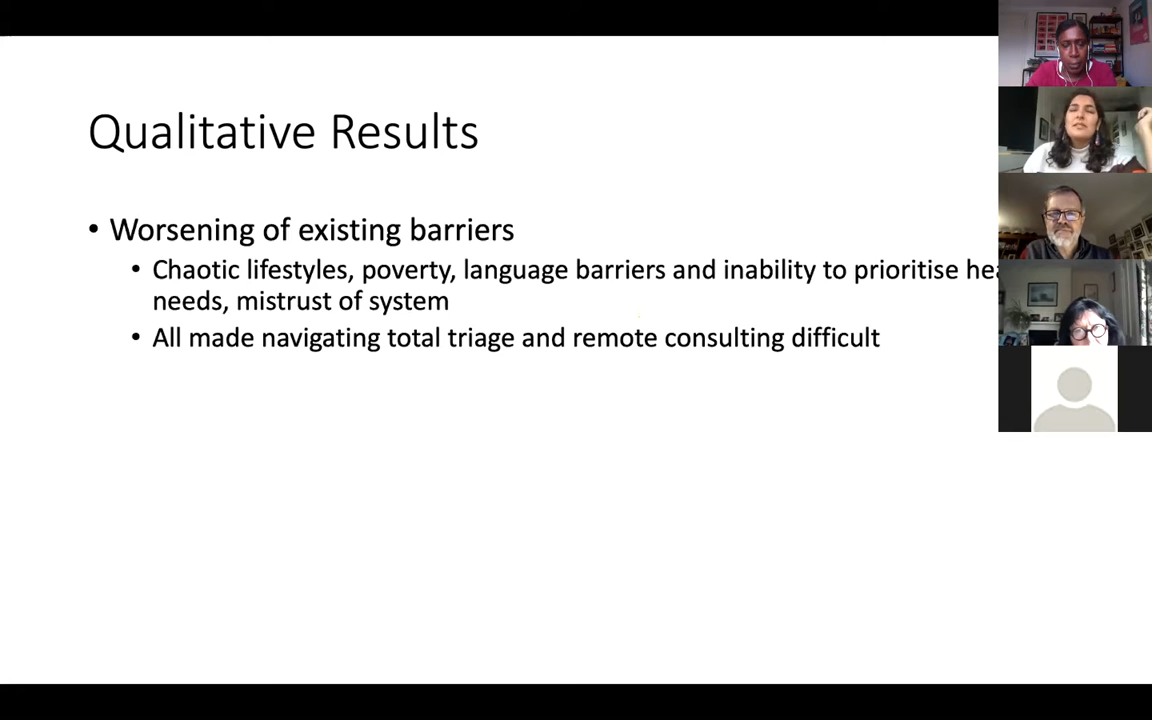 Qualitative Results
• Worsening of existing barriers
• Chaotic lifestyles, poverty, language barriers and inability to prioritise
needs, mistrust of system
• All made navigating total triage and remote consulting difficult